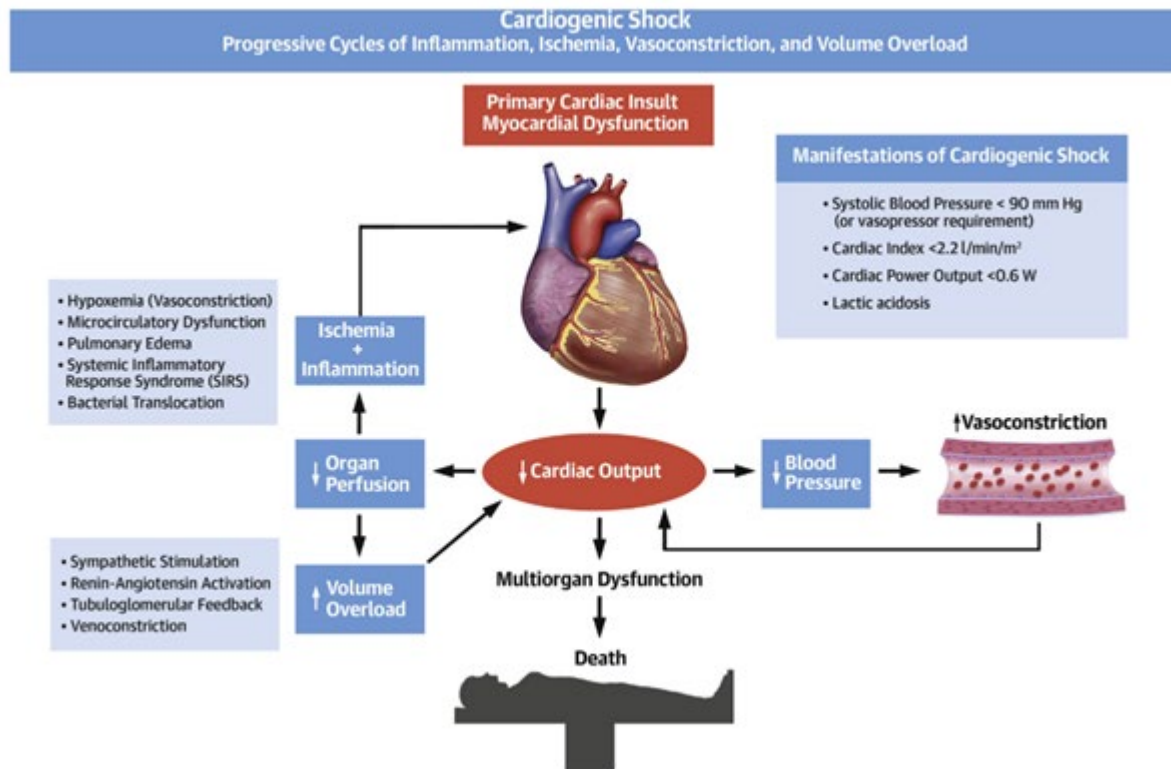 Cardiogenic Shock
Progressive Cycles of Inflammation, Ischemia, Vasoconstriction, and Volume Overload
Primary Cardiac Insult
Myocardial Dysfunction
Manifestations of Cardiogenic Shock
• Systolic Blood Pressure < 90 mm Hg
(or vasopressor requirement)
• Cardiac Index <2.2 l/min/m²
• Cardiac Power Output <0.6 W
• Lactic acidosis
• Hypoxemia (Vasoconstriction)
• Microcirculatory Dysfunction
• Pulmonary Edema
• Systemic Inflammatory
Response Syndrome (SIRS)
• Bacterial Translocation
Ischemia
+
Inflammation
↓ Organ
Perfusion
↓ Cardiac Output
↓ Blood
Pressure
↑Vasoconstriction
• Sympathetic Stimulation
• Renin-Angiotensin Activation
• Tubuloglomerular Feedback
• Venoconstriction
↑ Volume
Overload
Multiorgan Dysfunction
Death